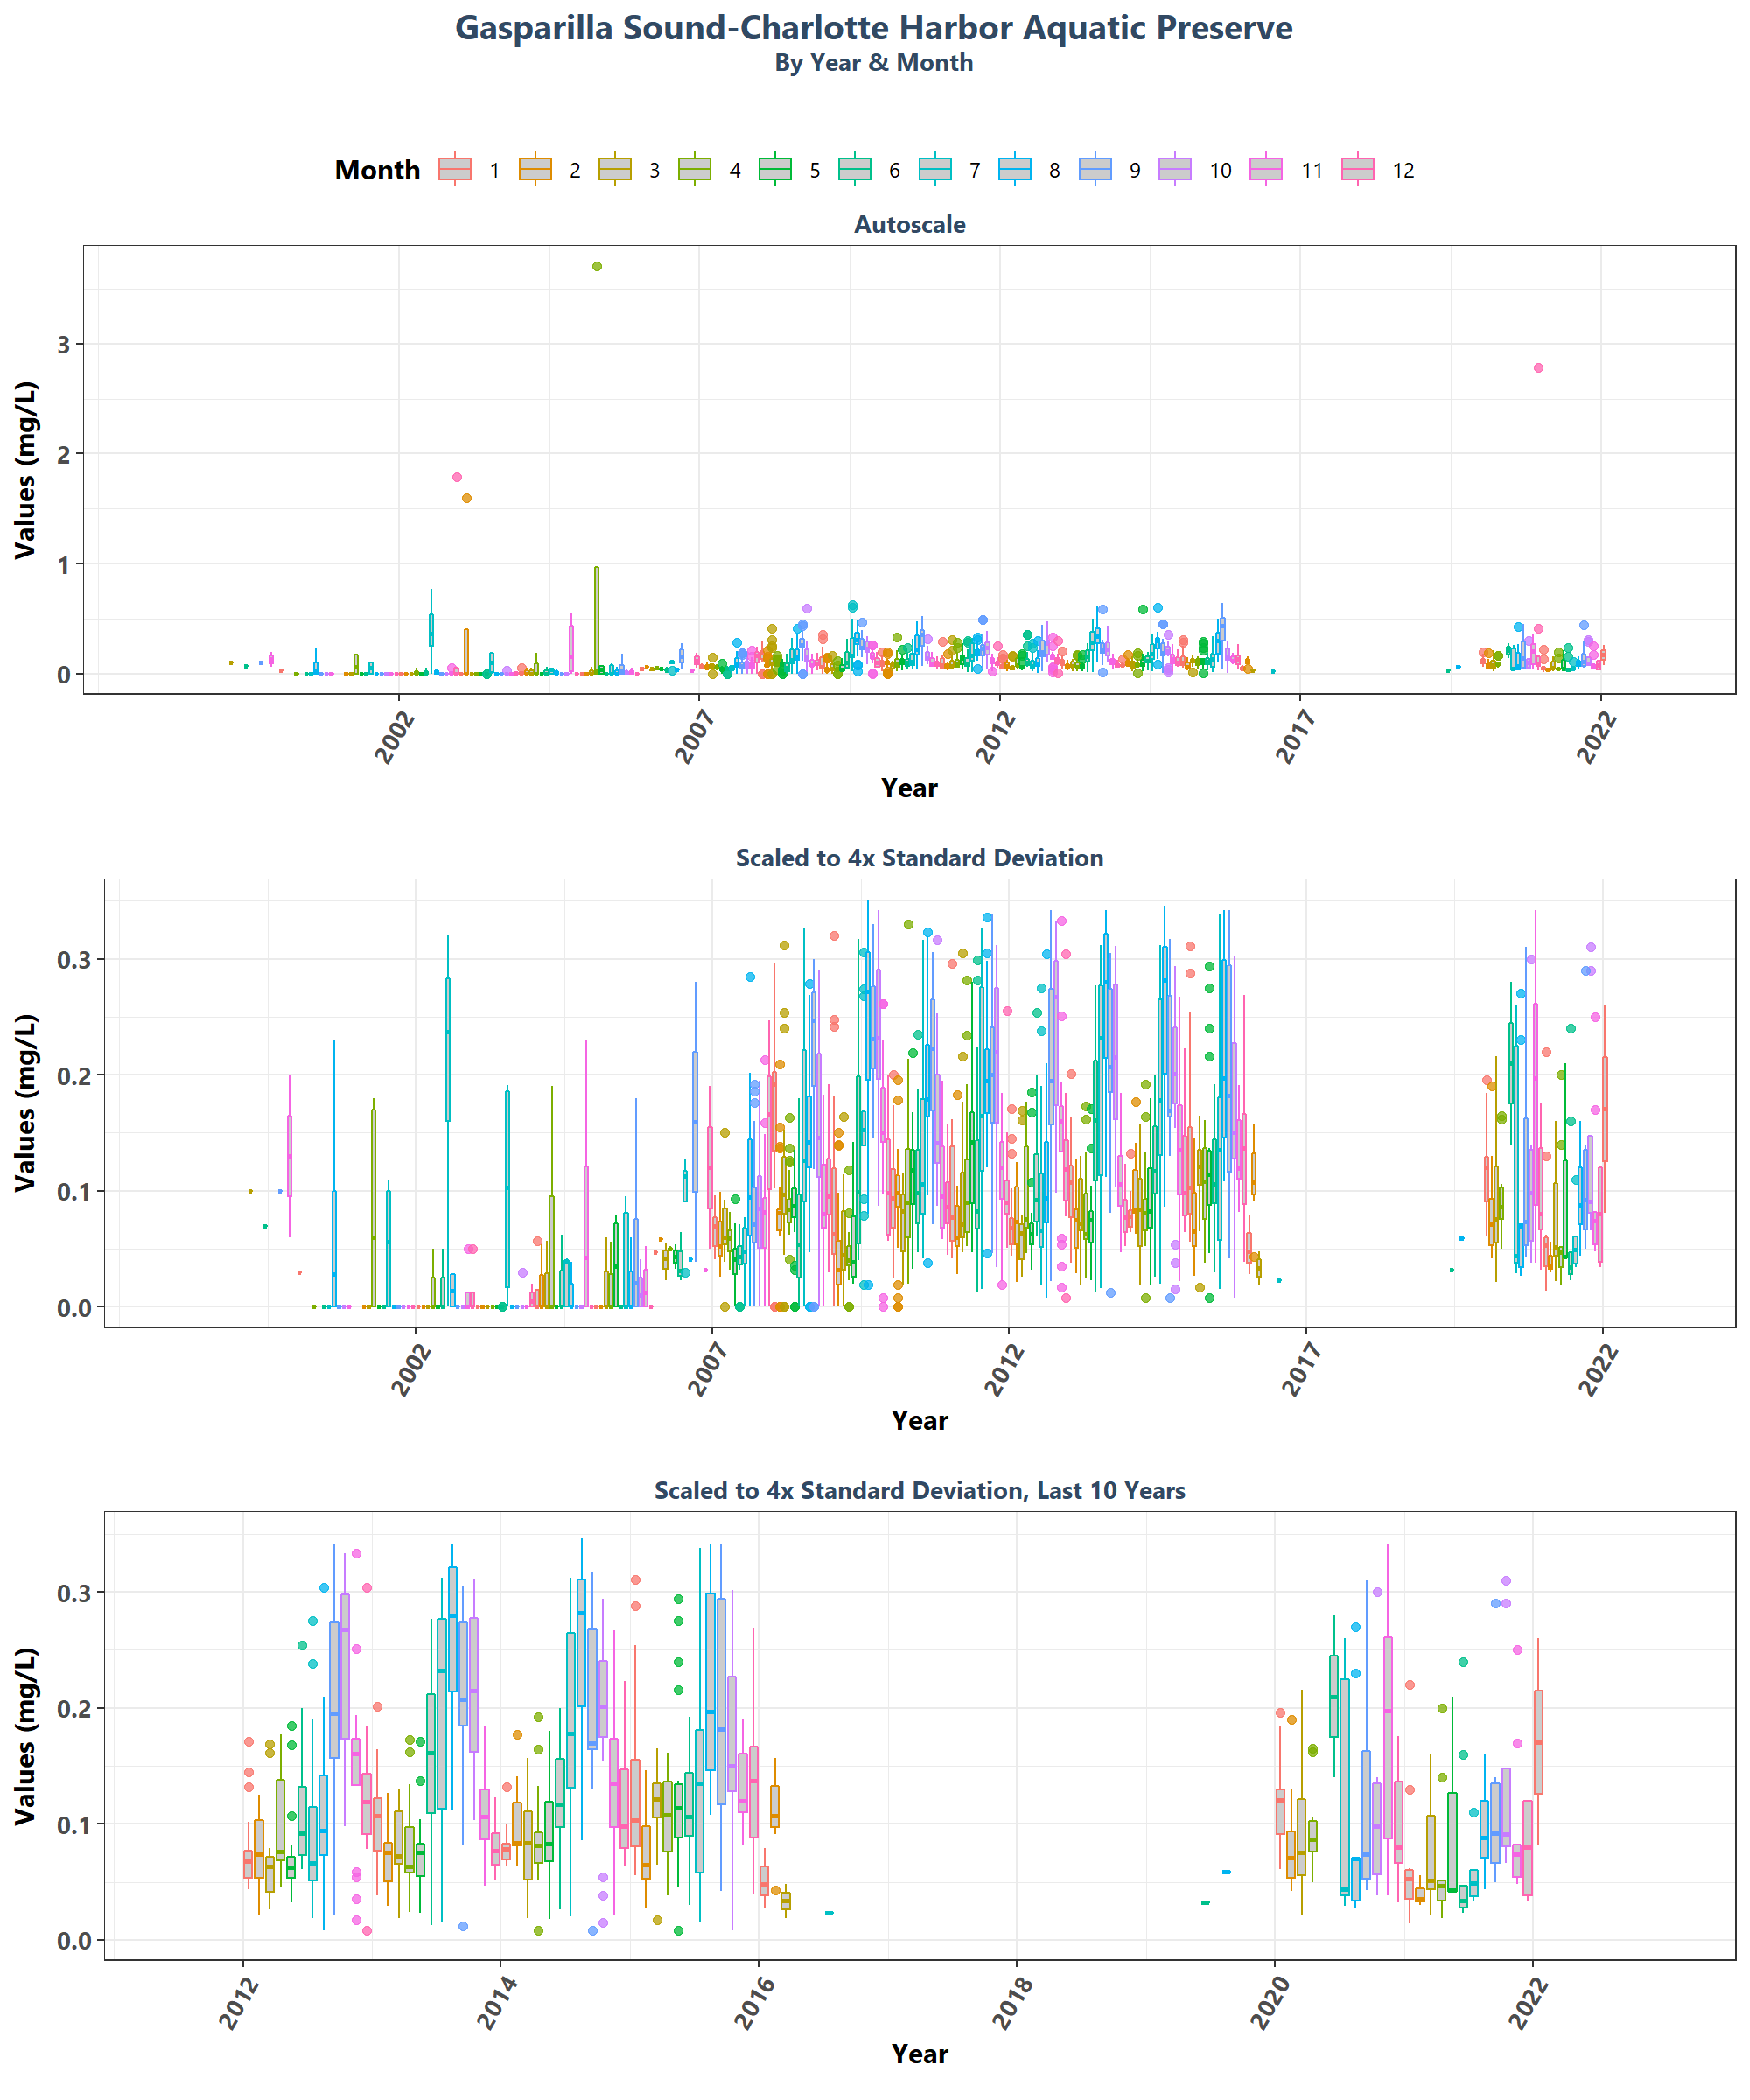 Gasparilla Sound-Charlotte Harbor Aquatic Preserve
By Year & Month
Month 1 2 3 4 5 6 7 8 9 10 11 12
Autoscale
Values (mg/L)
3
2
1
0
2002 2007 2012 2017 2022
Year
Scaled to 4x Standard Deviation
Values (mg/L)
0.3
0.2
0.1
0.0
2002 2007 2012 2017 2022
Year
Scaled to 4x Standard Deviation, Last 10 Years
Values (mg/L)
0.3
0.2
0.1
0.0
2012 2014 2016 2018 2020 2022
Year